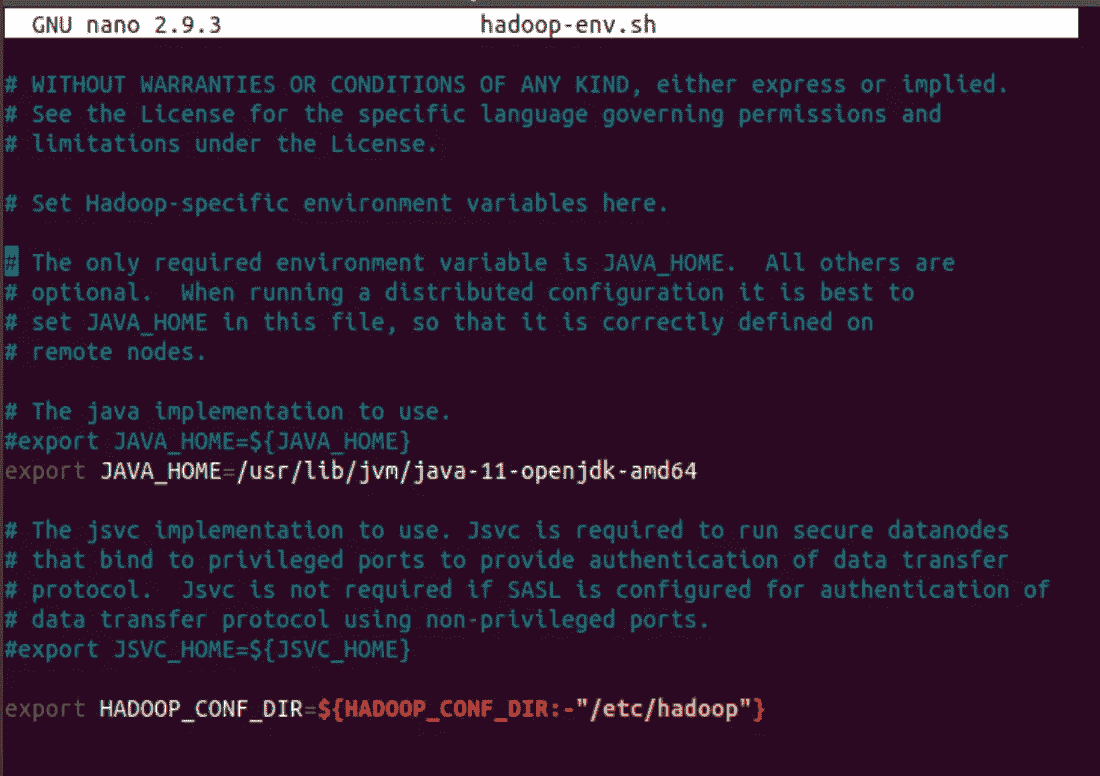 GNU nano 2.9.3 hadoop-env.sh
# WITHOUT WARRANTIES OR CONDITIONS OF ANY KIND, either express or implied.
# See the License for the specific language governing permissions and
# limitations under the License.
# Set Hadoop-specific environment variables here.
# The only required environment variable is JAVA_HOME.  All others are
# optional.  When running a distributed configuration it is best to
# set JAVA_HOME in this file, so that it is correctly defined on
# remote nodes.
# The java implementation to use.
#export JAVA_HOME=${JAVA_HOME}
export JAVA_HOME=/usr/lib/jvm/java-11-openjdk-amd64
# The jsvc implementation to use. Jsvc is required to run secure datanodes
# that bind to privileged ports to provide authentication of data transfer
# protocol.  Jsvc is not required if SASL is configured for authentication of
# data transfer protocol using non-privileged ports.
#export JSVC_HOME=${JSVC_HOME}
export HADOOP_CONF_DIR=${HADOOP_CONF_DIR:-"/etc/hadoop"}